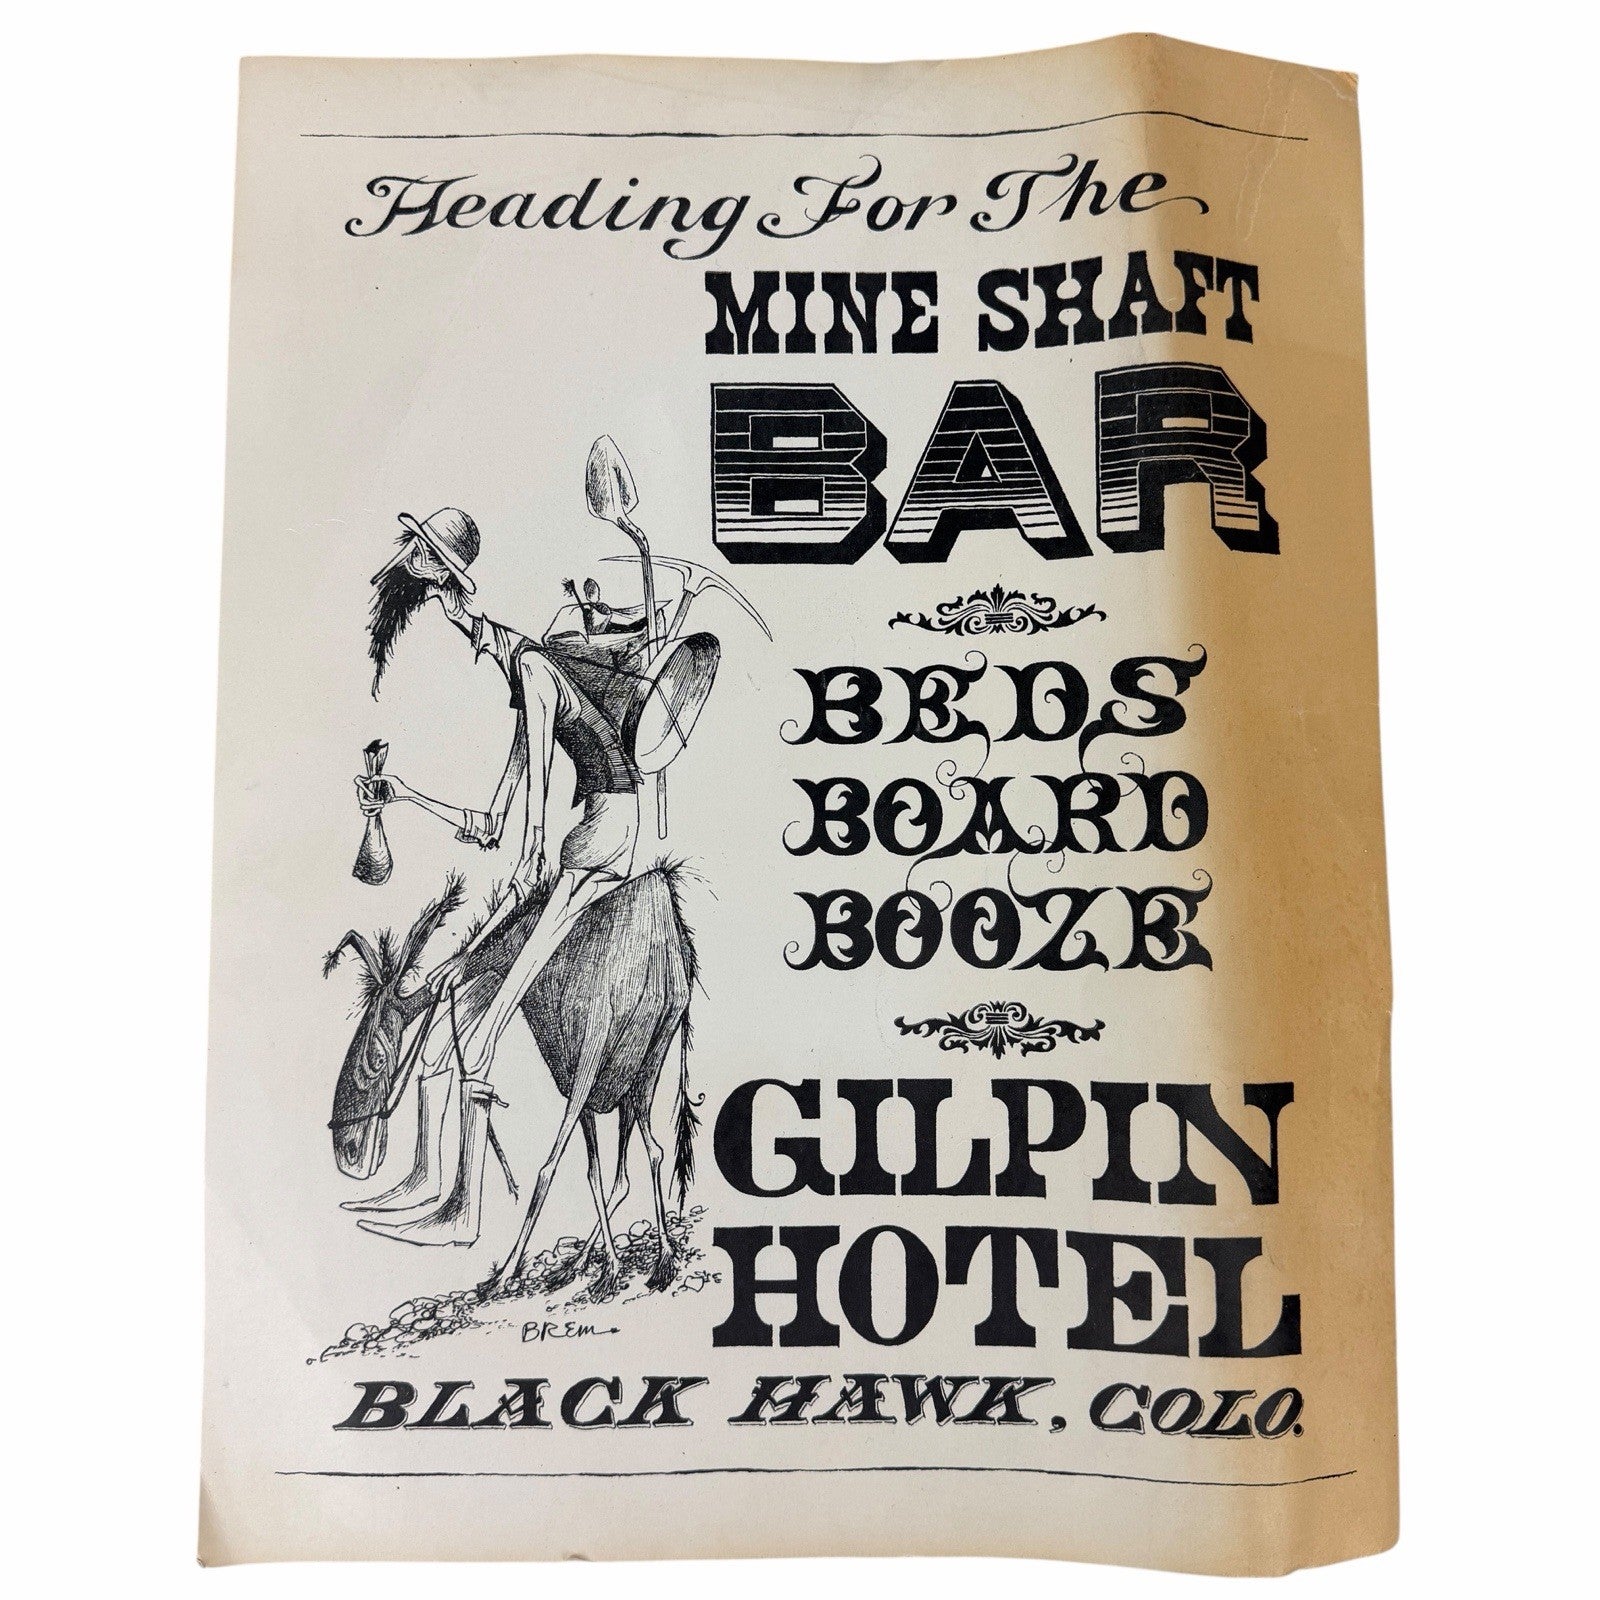 Heading For The
MINE SHAFT
BAR
BEDS
BOARD
BOOZE
GILPIN
HOTEL
BREM.
BLACK HAWK, COLO.